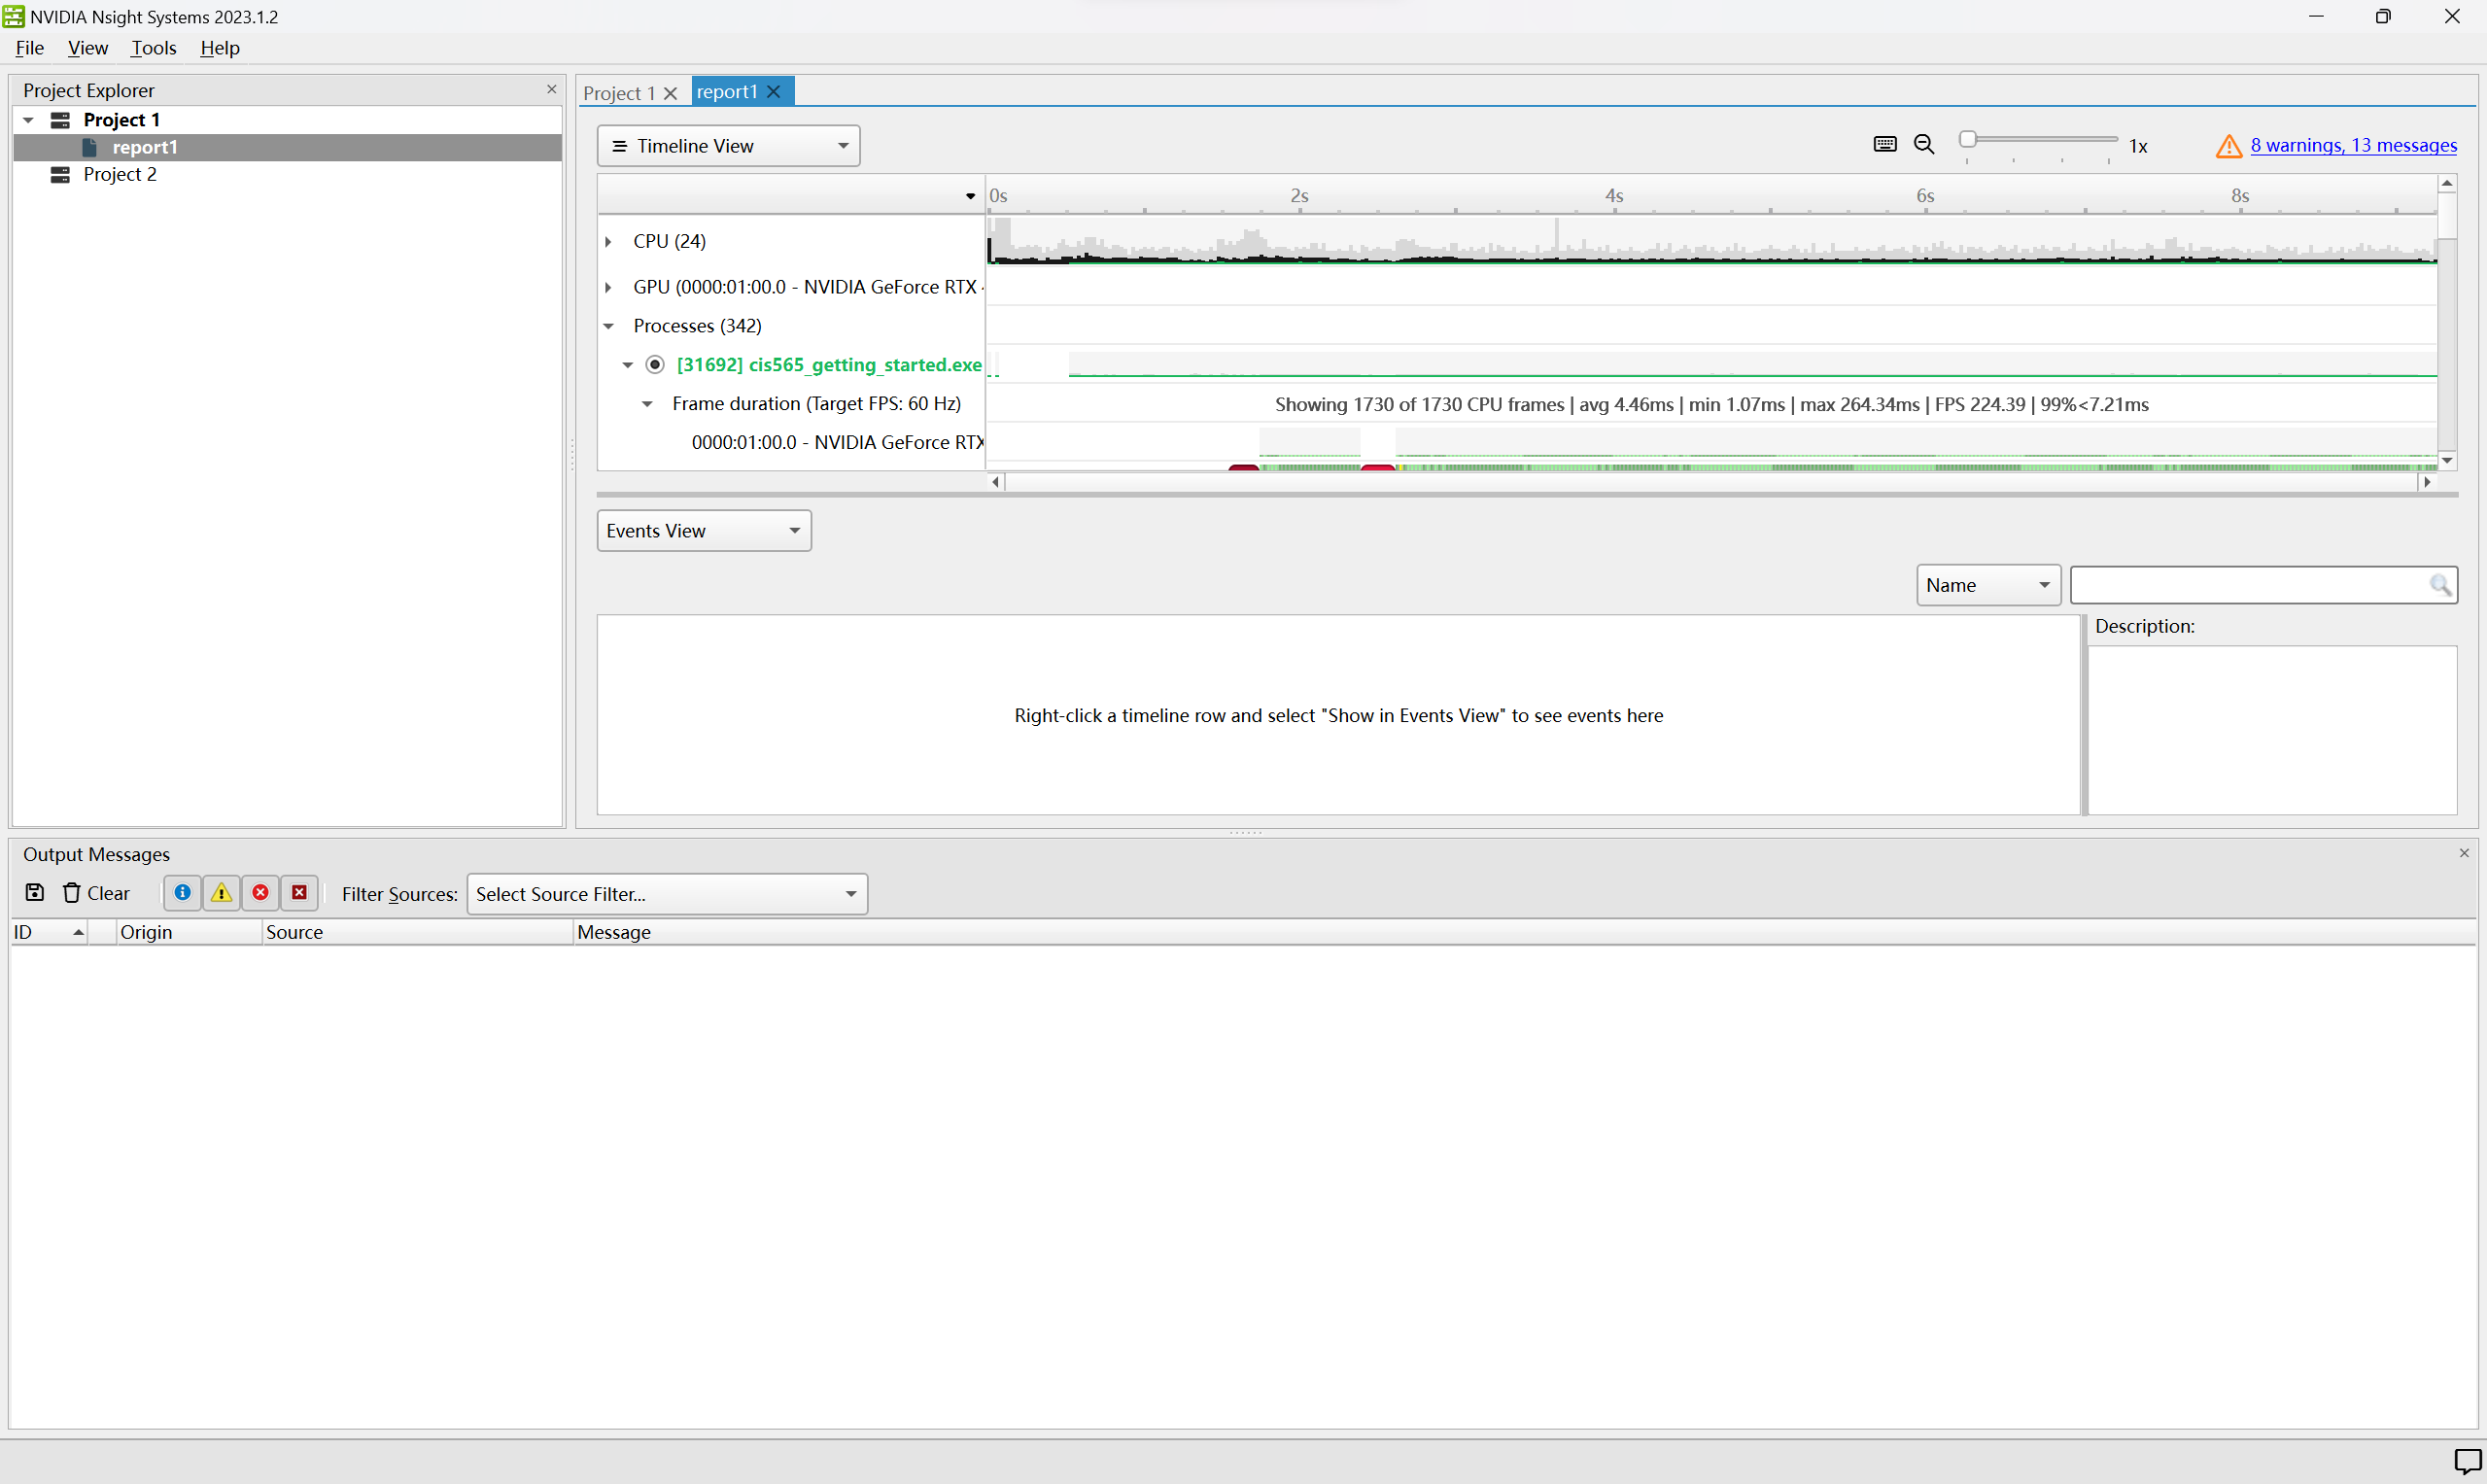 NVIDIA Nsight Systems 2023.1.2
File View Tools Help
Project Explorer
Project 1
report1
Project 2
Project 1 report1
Timeline View
1x
8 warnings, 13 messages
0s 2s 4s 6s 8s
CPU (24)
GPU (0000:01:00.0 - NVIDIA GeForce RTX
Processes (342)
[31692] cis565_getting_started.exe
Frame duration (Target FPS: 60 Hz)
Showing 1730 of 1730 CPU frames | avg 4.46ms | min 1.07ms | max 264.34ms | FPS 224.39 | 99%<7.21ms
0000:01:00.0 - NVIDIA GeForce RTX
Events View
Name
Description:
Right-click a timeline row and select "Show in Events View" to see events here
Output Messages
Clear
Filter Sources: Select Source Filter...
ID Origin Source Message